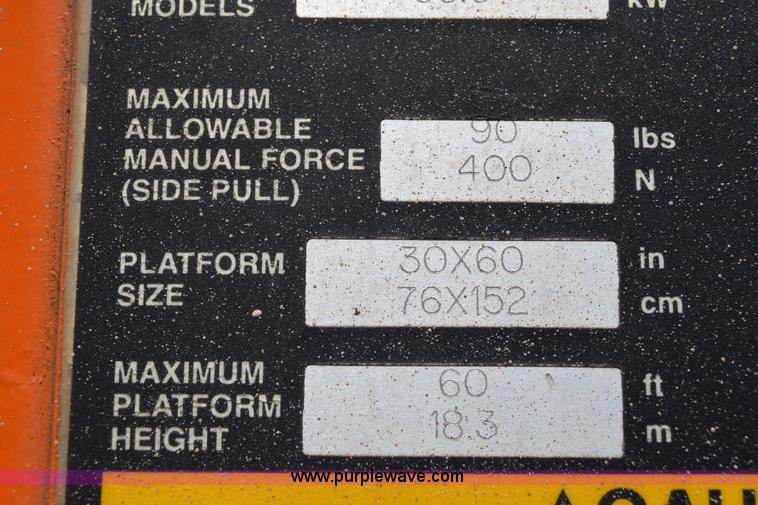 MODELS kW
MAXIMUM
ALLOWABLE 90 lbs
MANUAL FORCE 400 N
(SIDE PULL)
PLATFORM 30X60 in
SIZE 76X152 cm
MAXIMUM 60 ft
PLATFORM
HEIGHT 18.3 m
www.purplewave.com